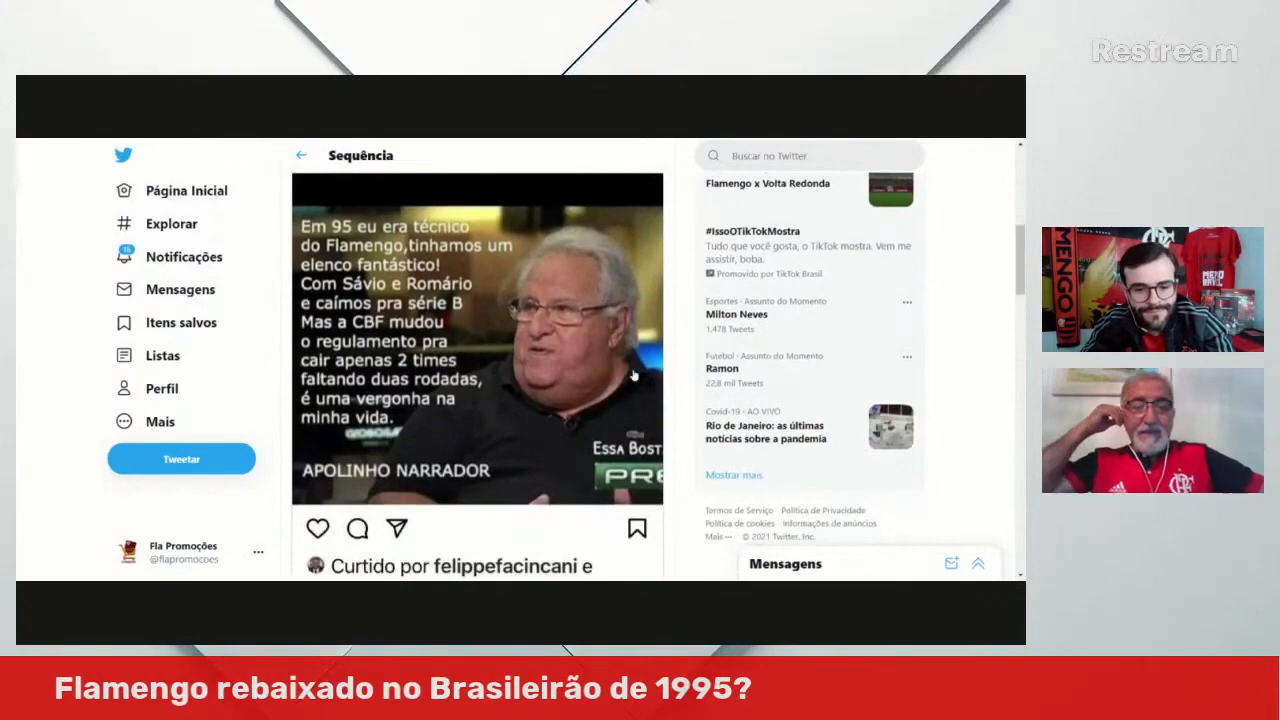 Restream
Sequência
Buscar no Twitter
Página Inicial
Explorar
16
Notificações
Mensagens
Itens salvos
Listas
Perfil
Mais
Tweetar
Fla Promoções
@flapromocoes
Em 95 eu era técnico
do Flamengo,tinhamos um
elenco fantástico!
Com Sávio e Romário
e caímos pra série B
Mas a CBF mudou
o regulamento pra
cair apenas 2 times
faltando duas rodadas,
é uma vergonha na
minha vida.
APOLINHO NARRADOR
Curtido por felippefacincani e
Flamengo x Volta Redonda
#IssoOTikTokMostra
Tudo que você gosta, o TikTok mostra. Vem me
assistir, boba.
Promovido por TikTok Brasil
Esportes · Assunto do Momento
Milton Neves
1.478 Tweets
Futebol · Assunto do Momento
Ramon
22,8 mil Tweets
Covid-19 · AO VIVO
Rio de Janeiro: as últimas
notícias sobre a pandemia
Mostrar mais
Termos de Serviço Política de Privacidade
Política de cookies Informações de anúncios
Mais ··· © 2021 Twitter, Inc.
Mensagens
MENGO
Flamengo rebaixado no Brasileirão de 1995?